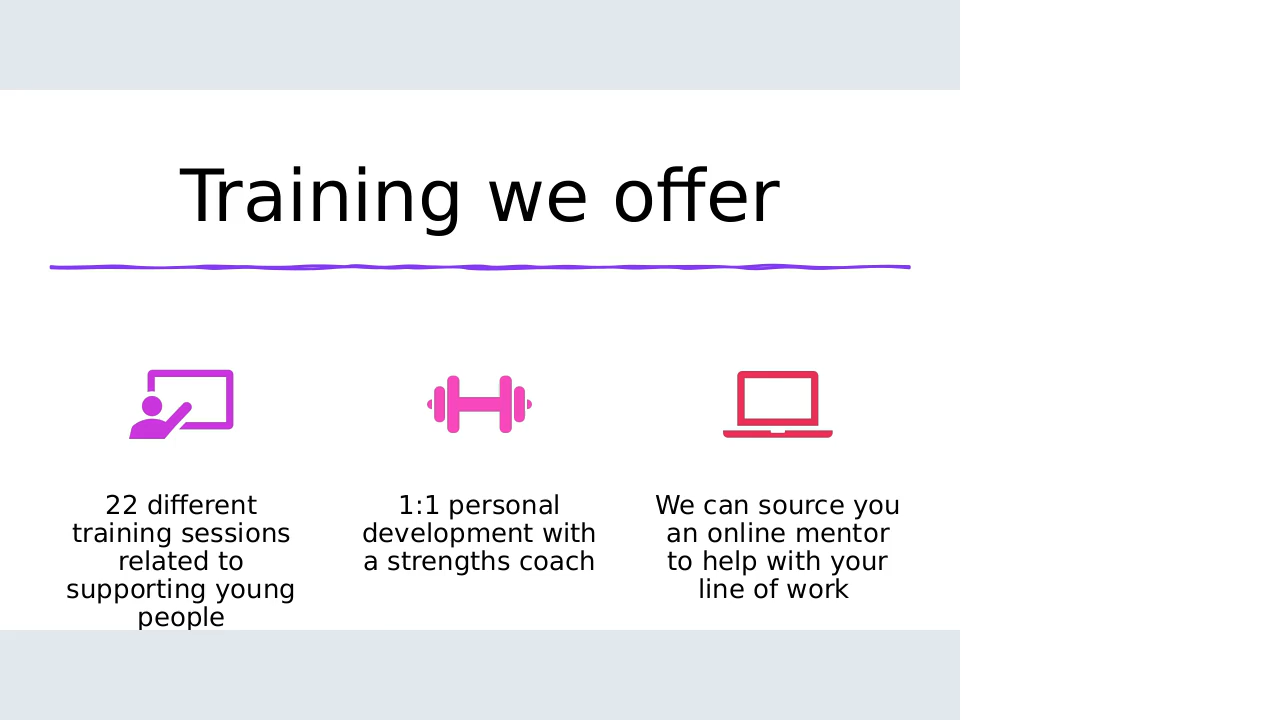 Training we offer
22 different
training sessions
related to
supporting young
people
1:1 personal
development with
a strengths coach
We can source you
an online mentor
to help with your
line of work